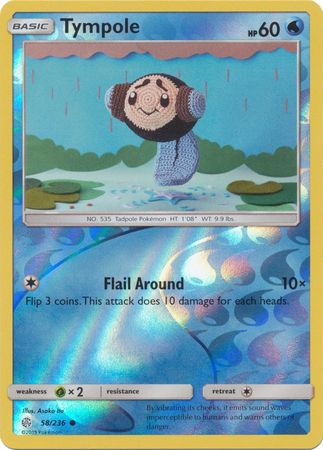 BASIC Tympole HP60
NO. 535 Tadpole Pokémon HT: 1'08" WT: 9.9 lbs.
Flail Around 10×
Flip 3 coins. This attack does 10 damage for each heads.
weakness ×2 resistance retreat
Illus. Asako Ito
58/236
©2019 Pokémon
By vibrating its cheeks, it emits sound waves
imperceptible to humans and warns others of
danger.